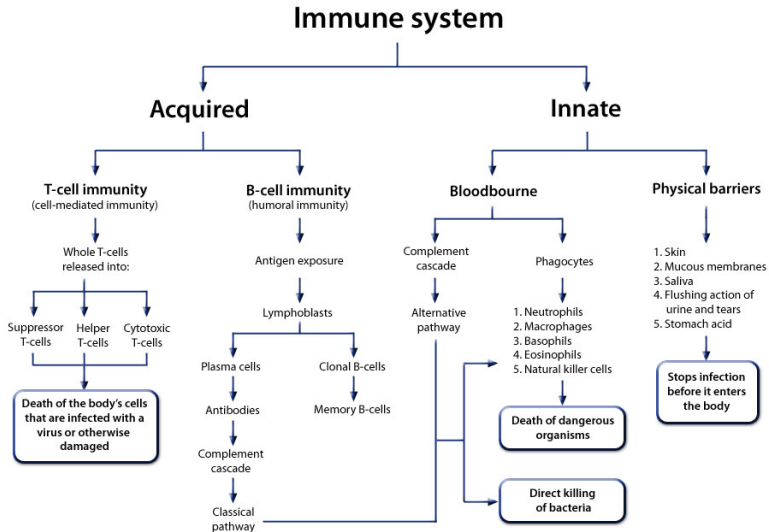 Immune system
Acquired
Innate
T-cell immunity
(cell-mediated immunity)
B-cell immunity
(humoral immunity)
Bloodbourne
Physical barriers
Whole T-cells
released into:
Suppressor
T-cells
Helper
T-cells
Cytotoxic
T-cells
Death of the body's cells
that are infected with a
virus or otherwise
damaged
Antigen exposure
Lymphoblasts
Plasma cells
Clonal B-cells
Antibodies
Memory B-cells
Complement
cascade
Classical
pathway
Complement
cascade
Alternative
pathway
Phagocytes
1. Neutrophils
2. Macrophages
3. Basophils
4. Eosinophils
5. Natural killer cells
Death of dangerous
organisms
Direct killing
of bacteria
1. Skin
2. Mucous membranes
3. Saliva
4. Flushing action of
urine and tears
5. Stomach acid
Stops infection
before it enters
the body